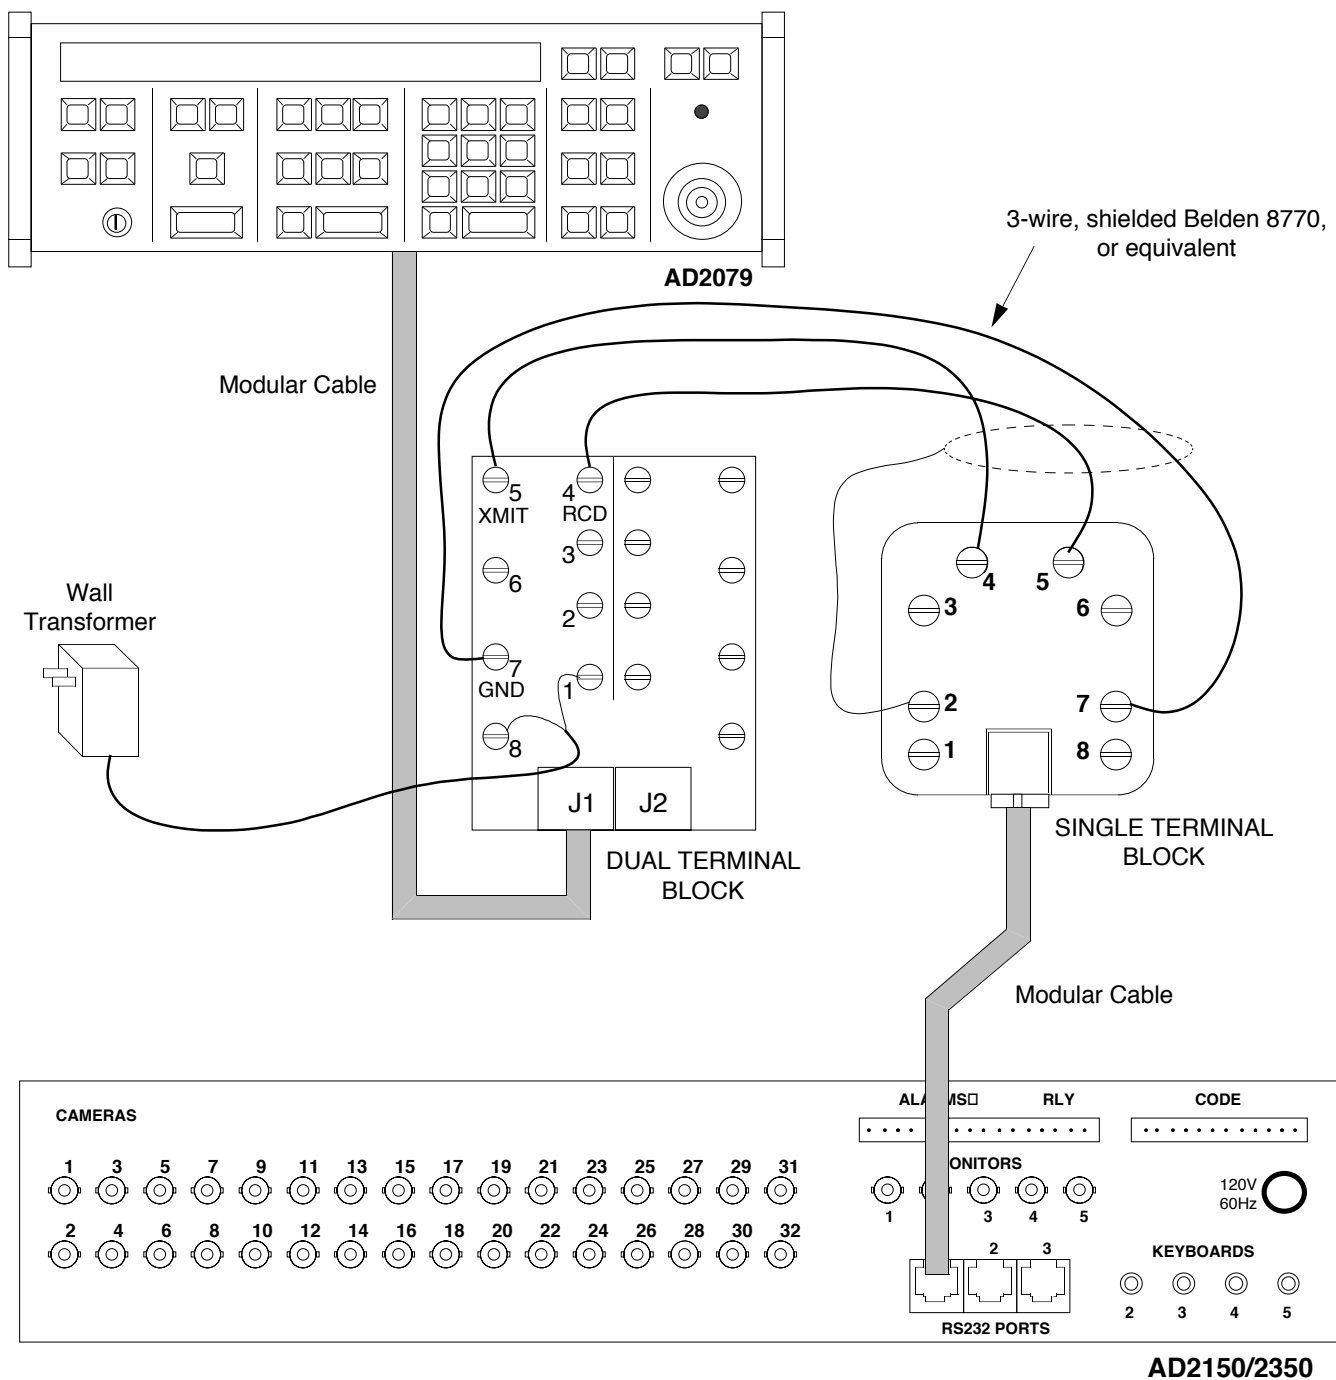 AD2079
3-wire, shielded Belden 8770,
or equivalent
Modular Cable
5
XMIT
4
RCD
3
6
2
7
GND
1
8
J1
J2
DUAL TERMINAL
BLOCK
Wall
Transformer
4
5
3
6
2
7
1
8
SINGLE TERMINAL
BLOCK
Modular Cable
CAMERAS
1 3 5 7 9 11 13 15 17 19 21 23 25 27 29 31
2 4 6 8 10 12 14 16 18 20 22 24 26 28 30 32
ALA MS RLY
CODE
ONITORS
1 3 4 5
120V
60Hz
2 3
RS232 PORTS
KEYBOARDS
2 3 4 5
AD2150/2350